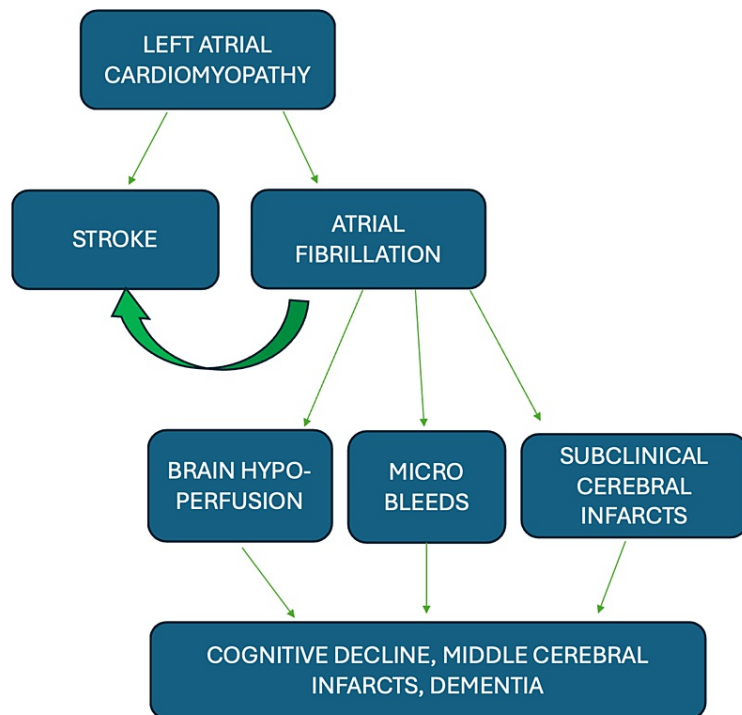 LEFT ATRIAL
CARDIOMYOPATHY
STROKE
ATRIAL
FIBRILLATION
BRAIN HYPO-
PERFUSION
MICRO
BLEEDS
SUBCLINICAL
CEREBRAL
INFARCTS
COGNITIVE DECLINE, MIDDLE CEREBRAL
INFARCTS, DEMENTIA